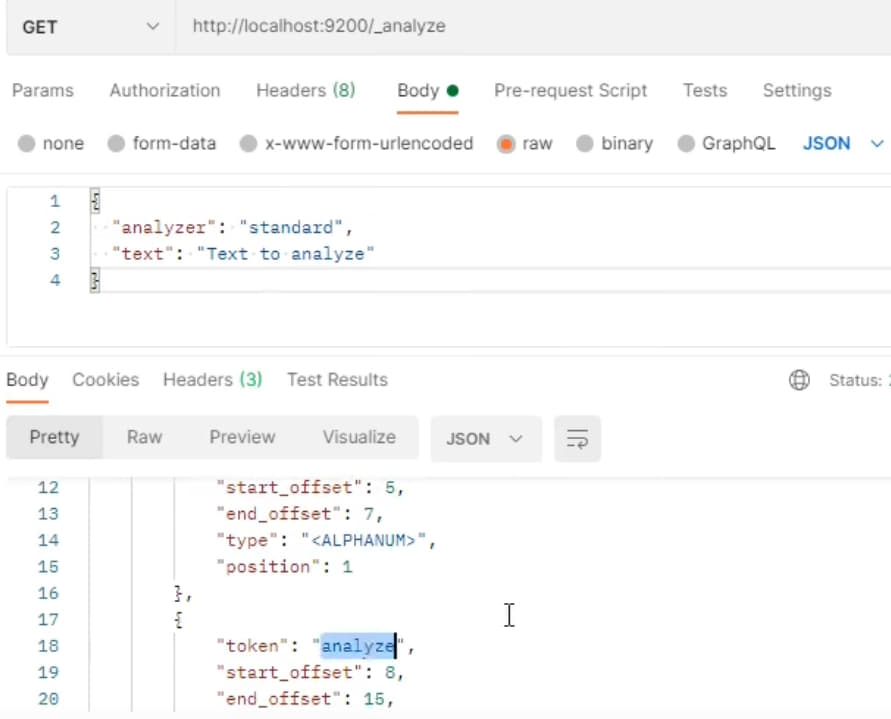 GET http://localhost:9200/_analyze
Params Authorization Headers (8) Body Pre-request Script Tests Settings
none form-data x-www-form-urlencoded raw binary GraphQL JSON
1 {
2 "analyzer": "standard",
3 "text": "Text to analyze"
4 }
Body Cookies Headers (3) Test Results Status:
Pretty Raw Preview Visualize JSON
12 "start_offset": 5,
13 "end_offset": 7,
14 "type": "<ALPHANUM>",
15 "position": 1
16 },
17 {
18 "token": "analyze",
19 "start_offset": 8,
20 "end_offset": 15,